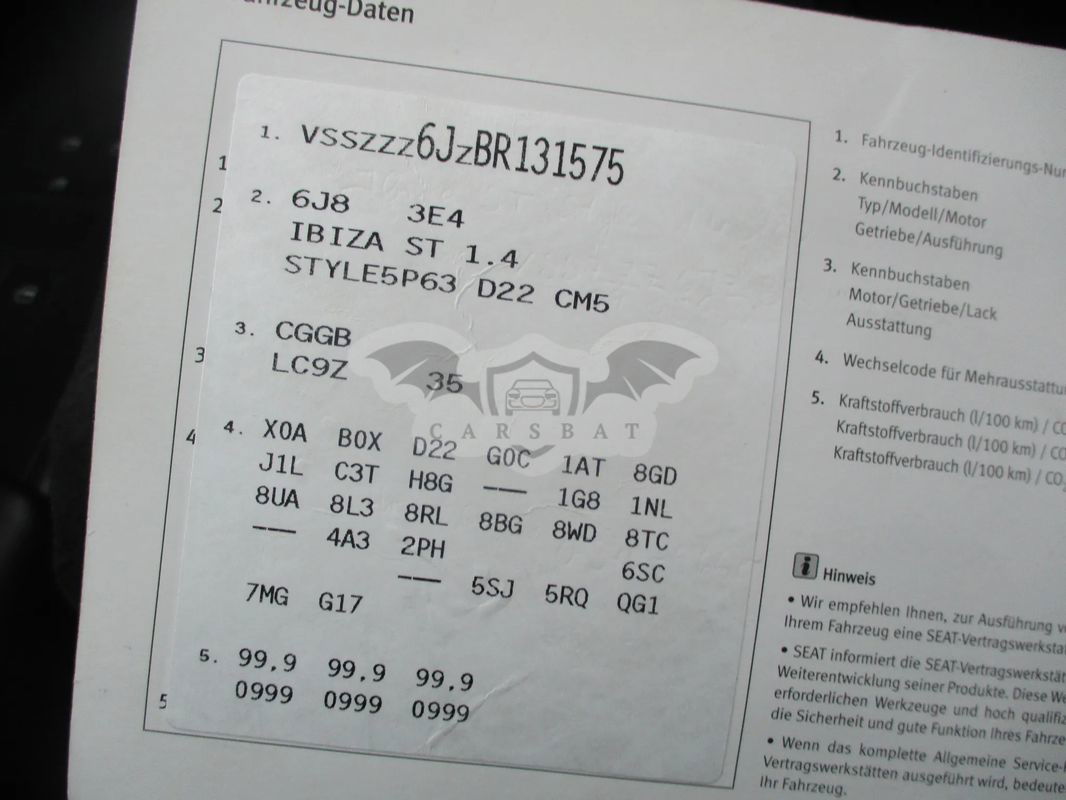 zeug-Daten
1. VSSZZZ6JZBR131575
1
2. 6J8 3E4
2
IBIZA ST 1.4
STYLE5P63 D22 CM5
3. CGGB
LC9Z 35
3
4. X0A B0X D22 G0C 1AT 8GD
4
J1L C3T H8G --- 1G8 1NL
8UA 8L3 8RL 8BG 8WD 8TC
--- 4A3 2PH 6SC
--- 5SJ 5RQ QG1
7MG G17
5. 99,9 99,9 99,9
0999 0999 0999
5
CARSBAT
1. Fahrzeug-Identifizierungs-Nu
2. Kennbuchstaben
Typ/Modell/Motor
Getriebe/Ausführung
3. Kennbuchstaben
Motor/Getriebe/Lack
Ausstattung
4. Wechselcode für Mehrausstattu
5. Kraftstoffverbrauch (l/100 km) / CO
Kraftstoffverbrauch (l/100 km) / CO
Kraftstoffverbrauch (l/100 km) / CO₂
i Hinweis
• Wir empfehlen Ihnen, zur Ausführung v
Ihrem Fahrzeug eine SEAT-Vertragswerksta
• SEAT informiert die SEAT-Vertragswerkstät
Weiterentwicklung seiner Produkte. Diese We
erforderlichen Werkzeuge und hoch qualifiz
die Sicherheit und gute Funktion Ihres Fahrze
• Wenn das komplette Allgemeine Service-
Vertragswerkstätten ausgeführt wird, bedeute
Ihr Fahrzeug.